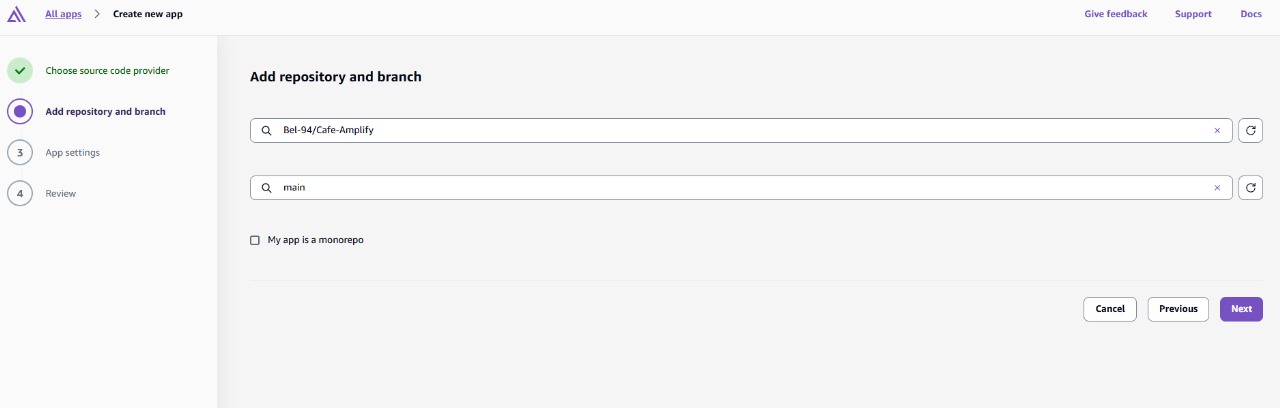 All apps > Create new app
Give feedback Support Docs
Choose source code provider
Add repository and branch
3 App settings
4 Review
Add repository and branch
Bel-94/Cafe-Amplify
main
My app is a monorepo
Cancel Previous Next